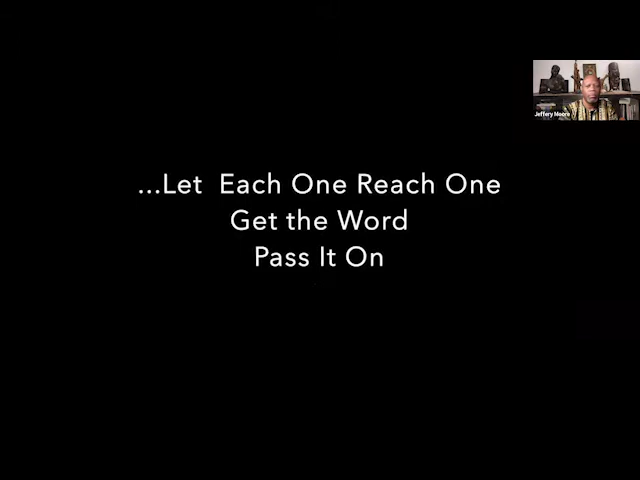 ...Let Each One Reach One
Get the Word
Pass It On
Jeffery Moore